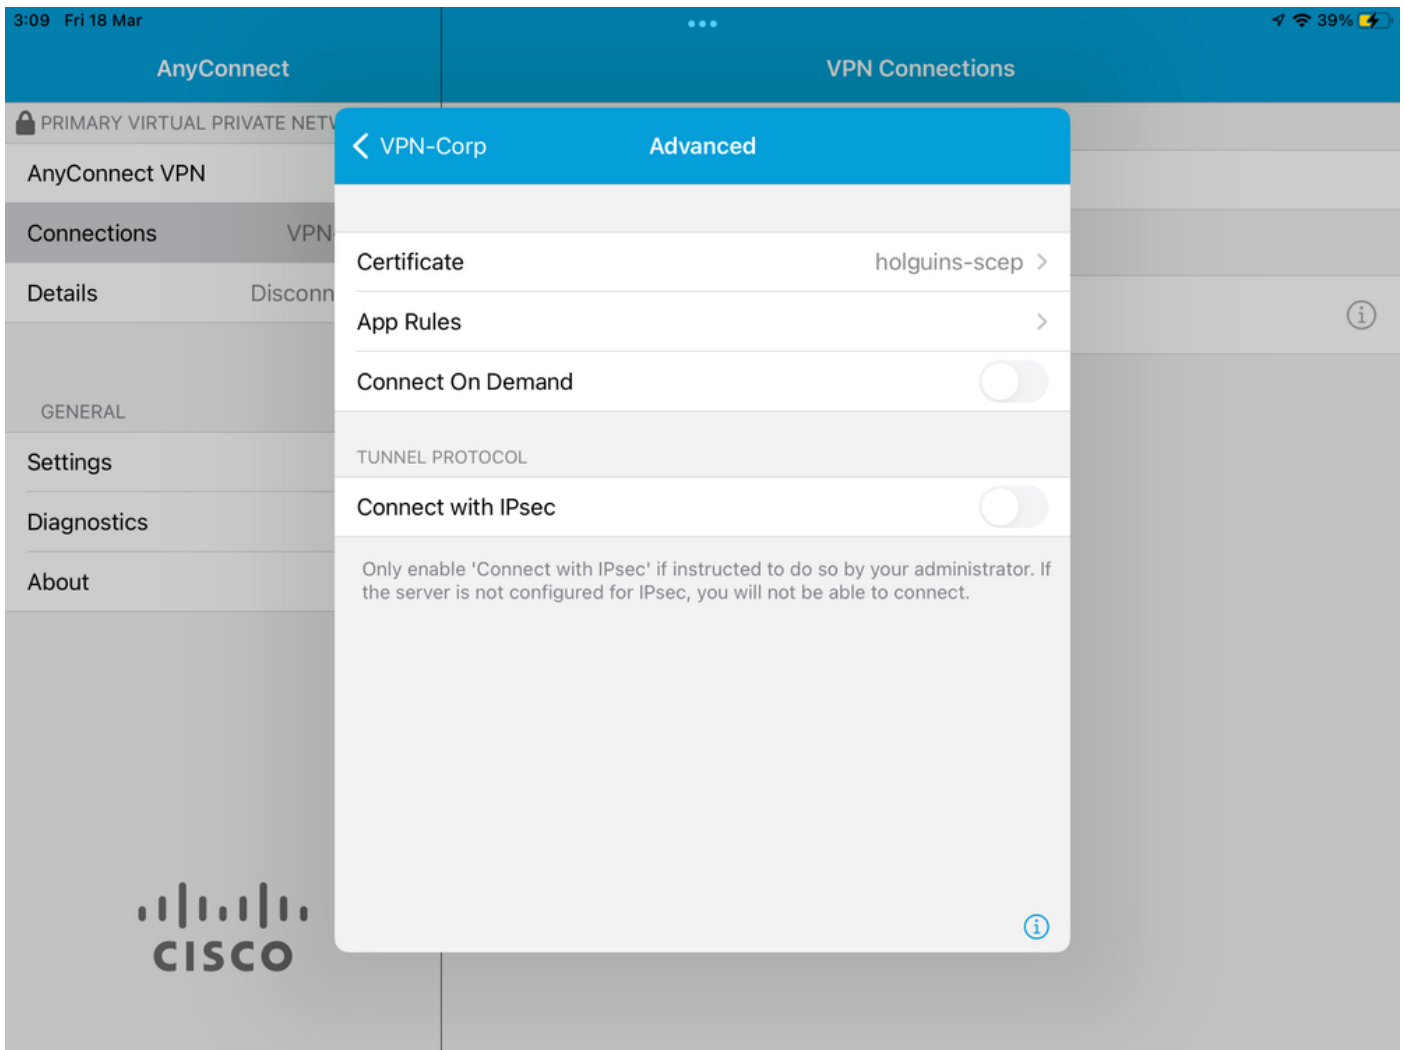 3:09 Fri 18 Mar
39%
AnyConnect
VPN Connections
PRIMARY VIRTUAL PRIVATE
VPN-Corp
Advanced
AnyConnect VPN
Connections
VPN
Certificate
holguins-scep
Details
App Rules
Connect On Demand
GENERAL
TUNNEL PROTOCOL
Settings
Connect with IPsec
Diagnostics
Only enable 'Connect with IPsec' if instructed to do so by your administrator. If
the server is not configured for IPsec, you will not be able to connect.
About
CISCO